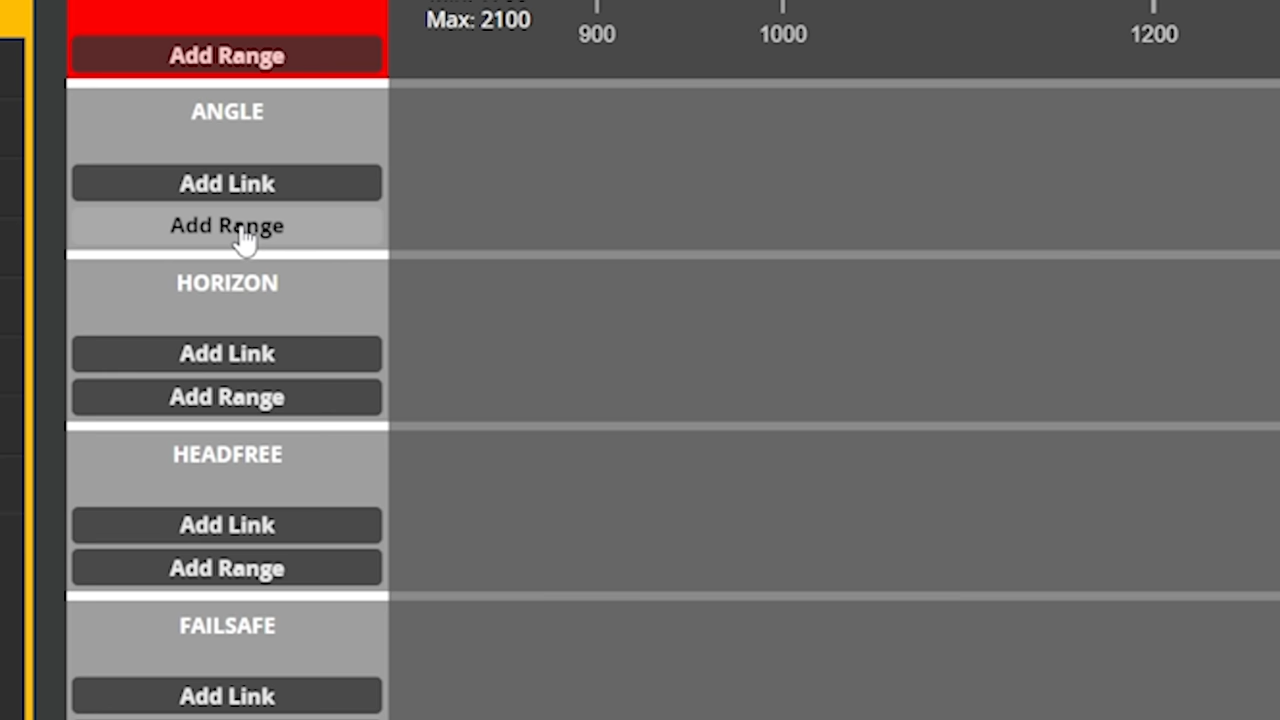 Max: 2100
900
1000
1200
Add Range
ANGLE
Add Link
Add Range
HORIZON
Add Link
Add Range
HEADFREE
Add Link
Add Range
FAILSAFE
Add Link